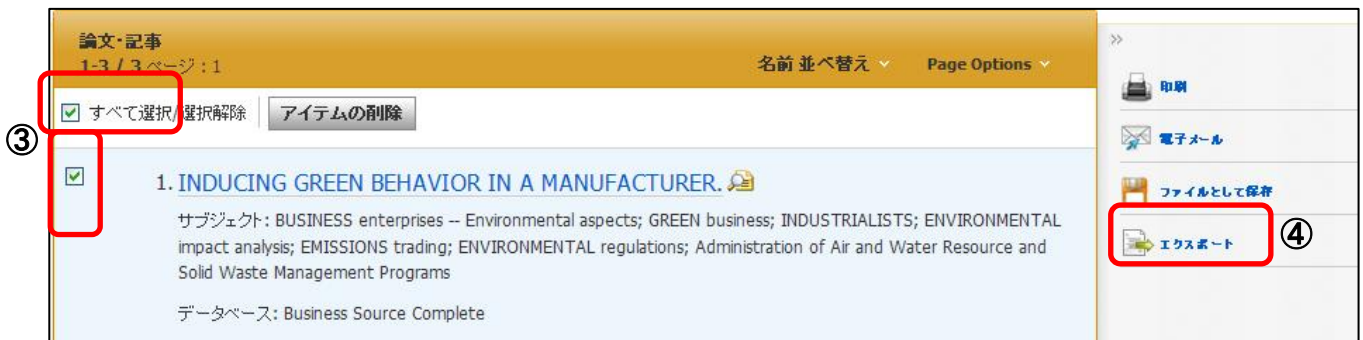 論文・記事
1-3 / 3 ページ : 1
名前 並べ替え
Page Options
すべて選択/選択解除
アイテムの削除
③
1. INDUCING GREEN BEHAVIOR IN A MANUFACTURER.
サブジェクト: BUSINESS enterprises -- Environmental aspects; GREEN business; INDUSTRIALISTS; ENVIRONMENTAL
impact analysis; EMISSIONS trading; ENVIRONMENTAL regulations; Administration of Air and Water Resource and
Solid Waste Management Programs
データベース: Business Source Complete
»
印刷
電子メール
ファイルとして保存
エクスポート
④